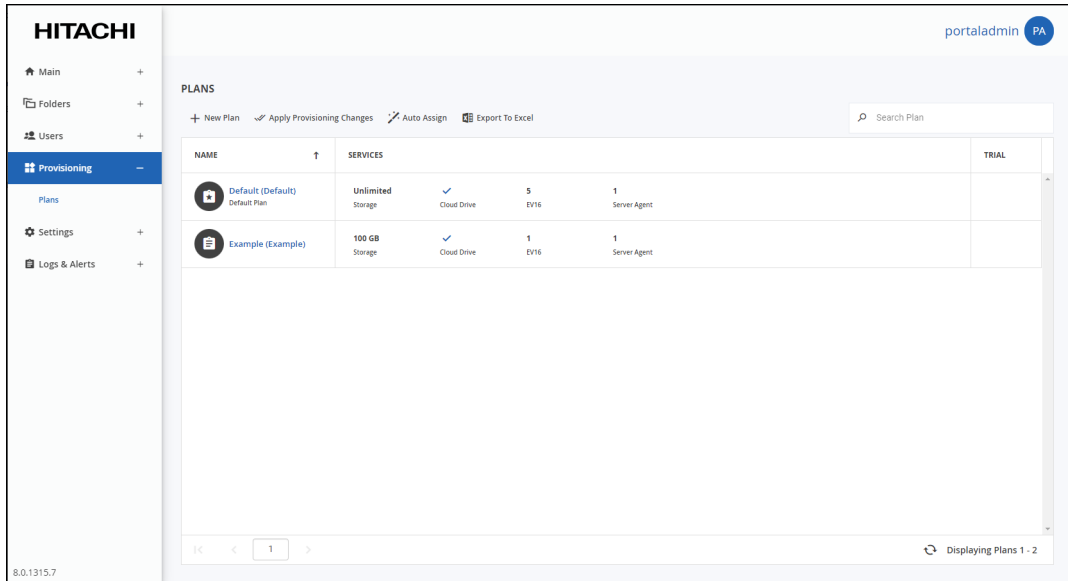 HITACHI
portaladmin PA
Main +
Folders +
Users +
Provisioning −
Plans
Settings +
Logs & Alerts +
8.0.1315.7
PLANS
New Plan Apply Provisioning Changes Auto Assign Export To Excel Search Plan
NAME ↑ SERVICES TRIAL
Default (Default) Unlimited 5 1
Default Plan Storage Cloud Drive EV16 Server Agent
Example (Example) 100 GB 1 1
Storage Cloud Drive EV16 Server Agent
1 Displaying Plans 1 - 2